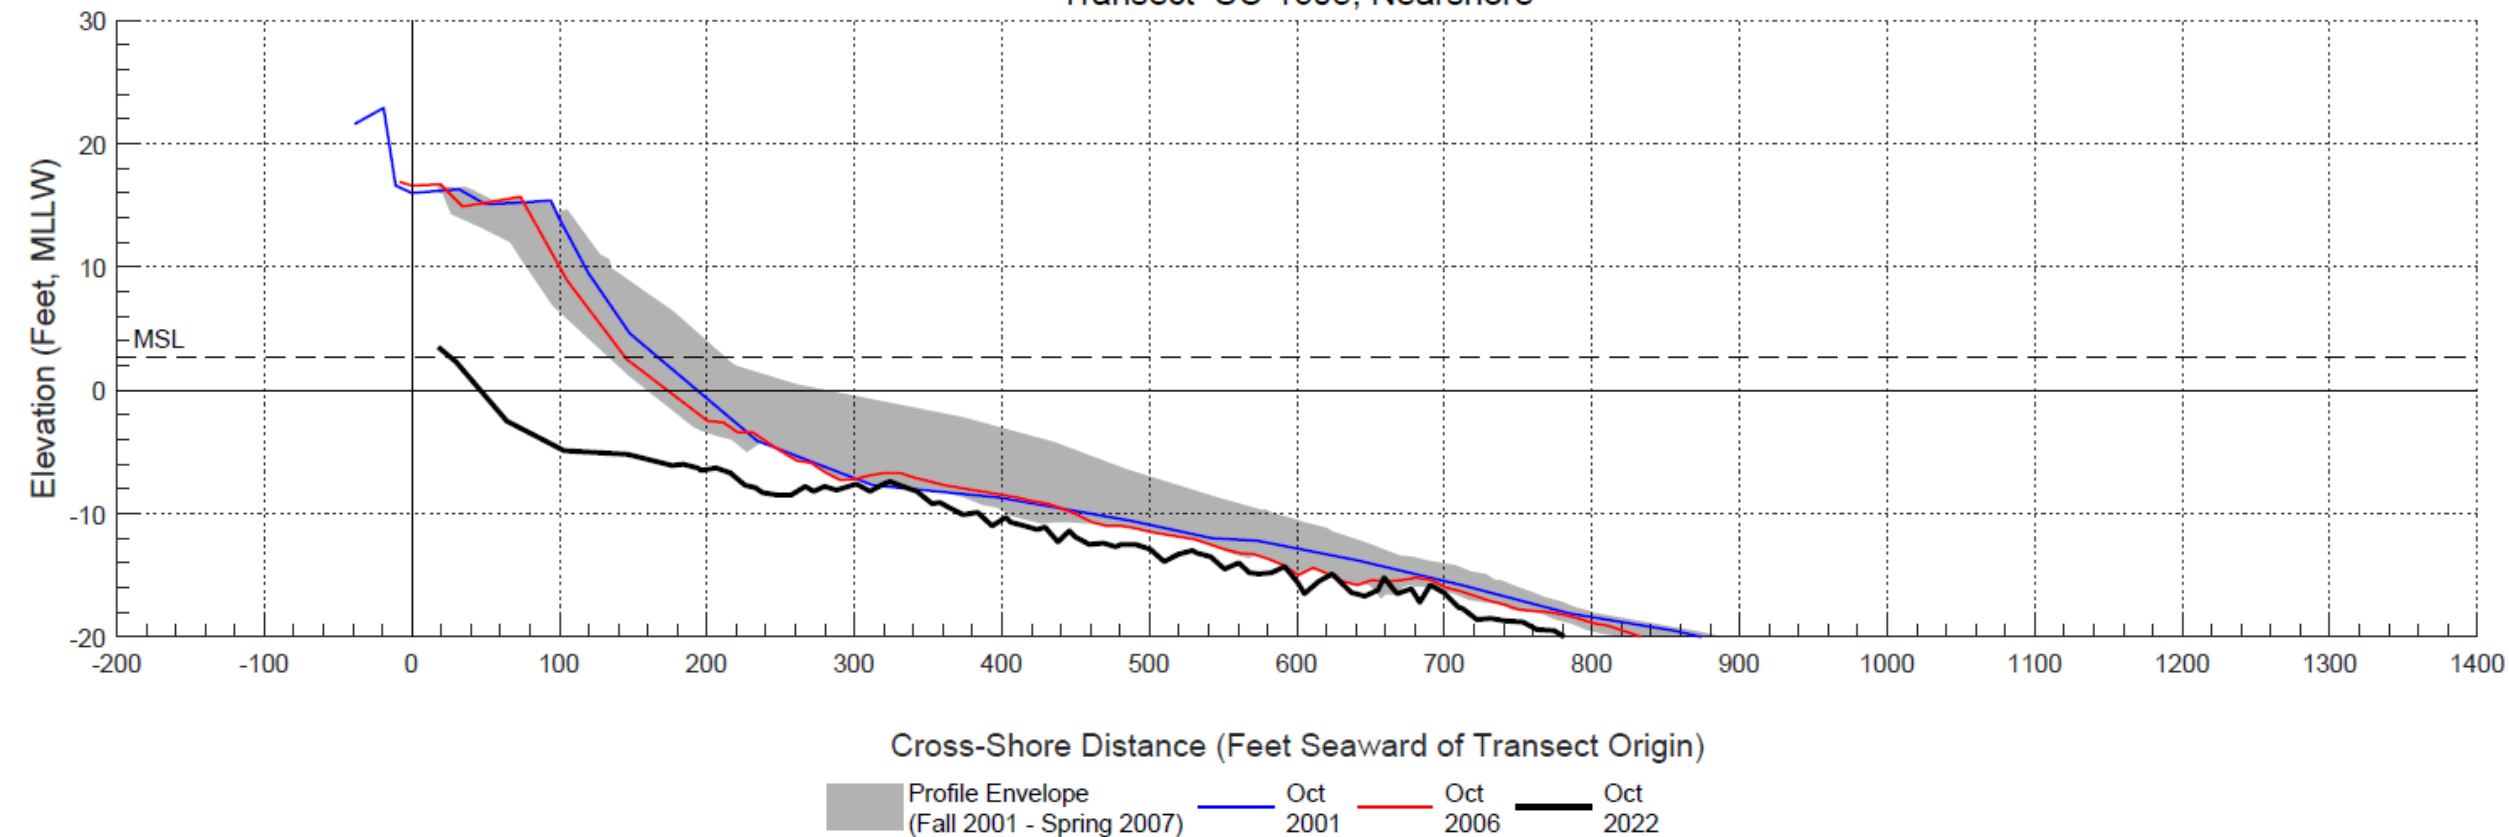 30
20
10
0
-10
-20
Elevation (Feet, MLLW)
MSL
-200 -100 0 100 200 300 400 500 600 700 800 900 1000 1100 1200 1300 1400
Cross-Shore Distance (Feet Seaward of Transect Origin)
Profile Envelope
(Fall 2001 - Spring 2007)
Oct
2001
Oct
2006
Oct
2022